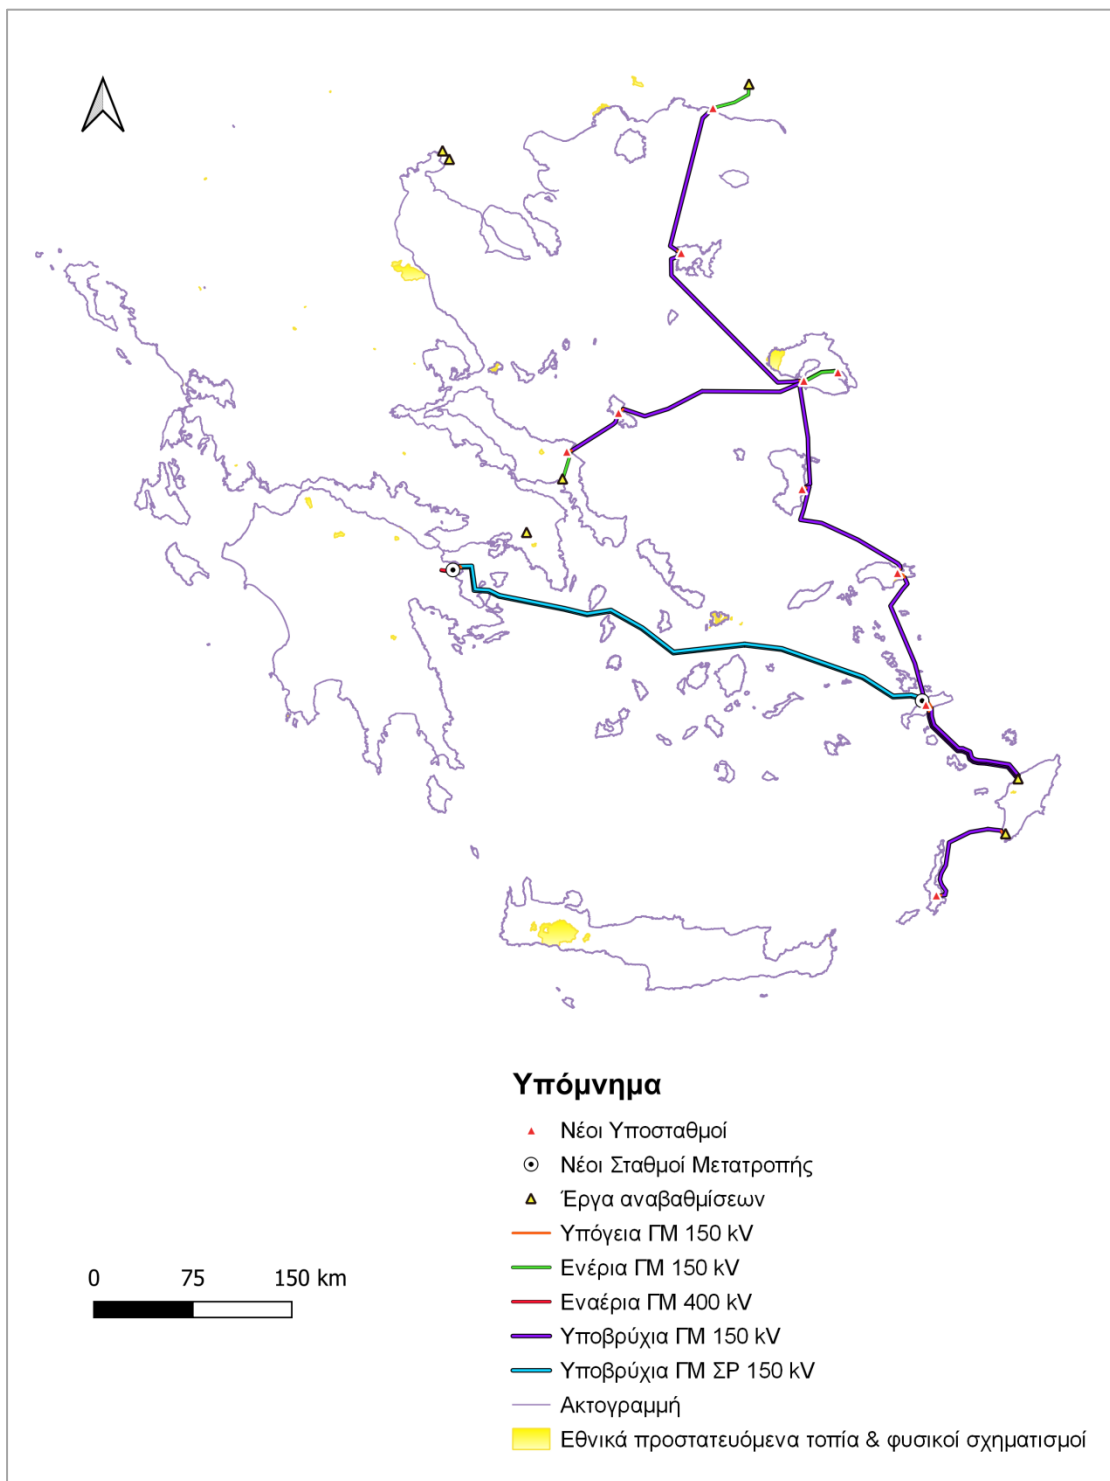 Υπόμνημα
Νέοι Υποσταθμοί
Νέοι Σταθμοί Μετατροπής
Έργα αναβαθμίσεων
Υπόγεια ΓΜ 150 kV
Ενέρια ΓΜ 150 kV
Εναέρια ΓΜ 400 kV
Υποβρύχια ΓΜ 150 kV
Υποβρύχια ΓΜ ΣΡ 150 kV
Ακτογραμμή
Εθνικά προστατευόμενα τοπία & φυσικοί σχηματισμοί
0 75 150 km